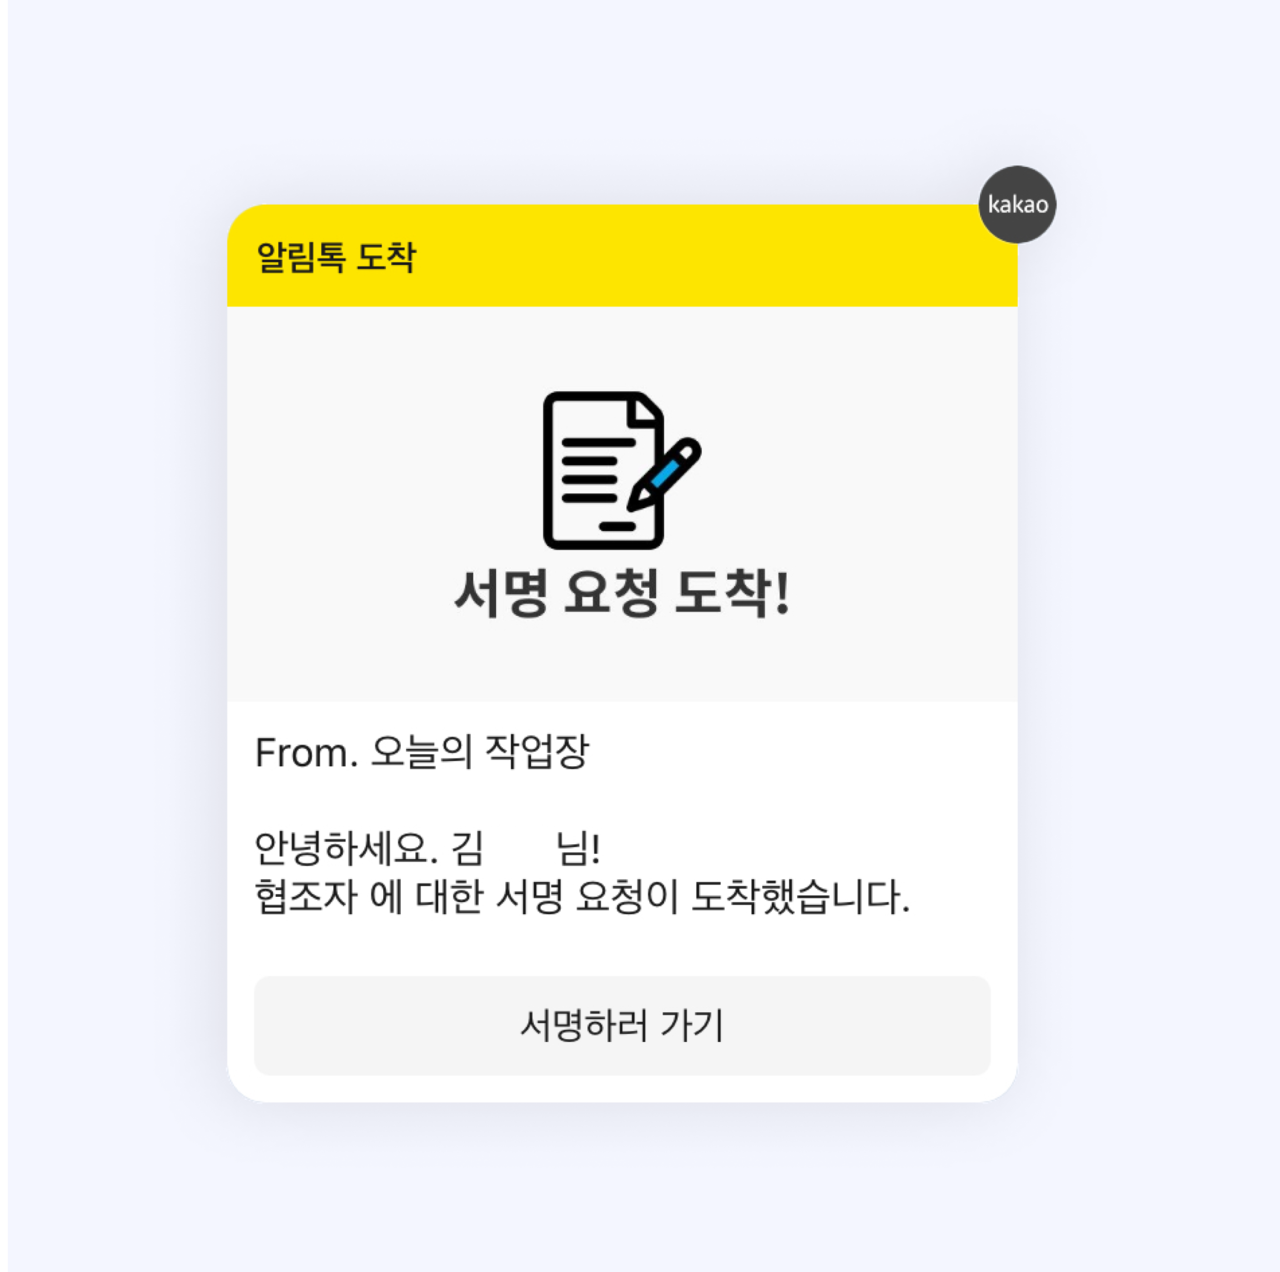 kakao
알림톡 도착
서명 요청 도착!
From. 오늘의 작업장
안녕하세요. 김 님!
협조자 에 대한 서명 요청이 도착했습니다.
서명하러 가기